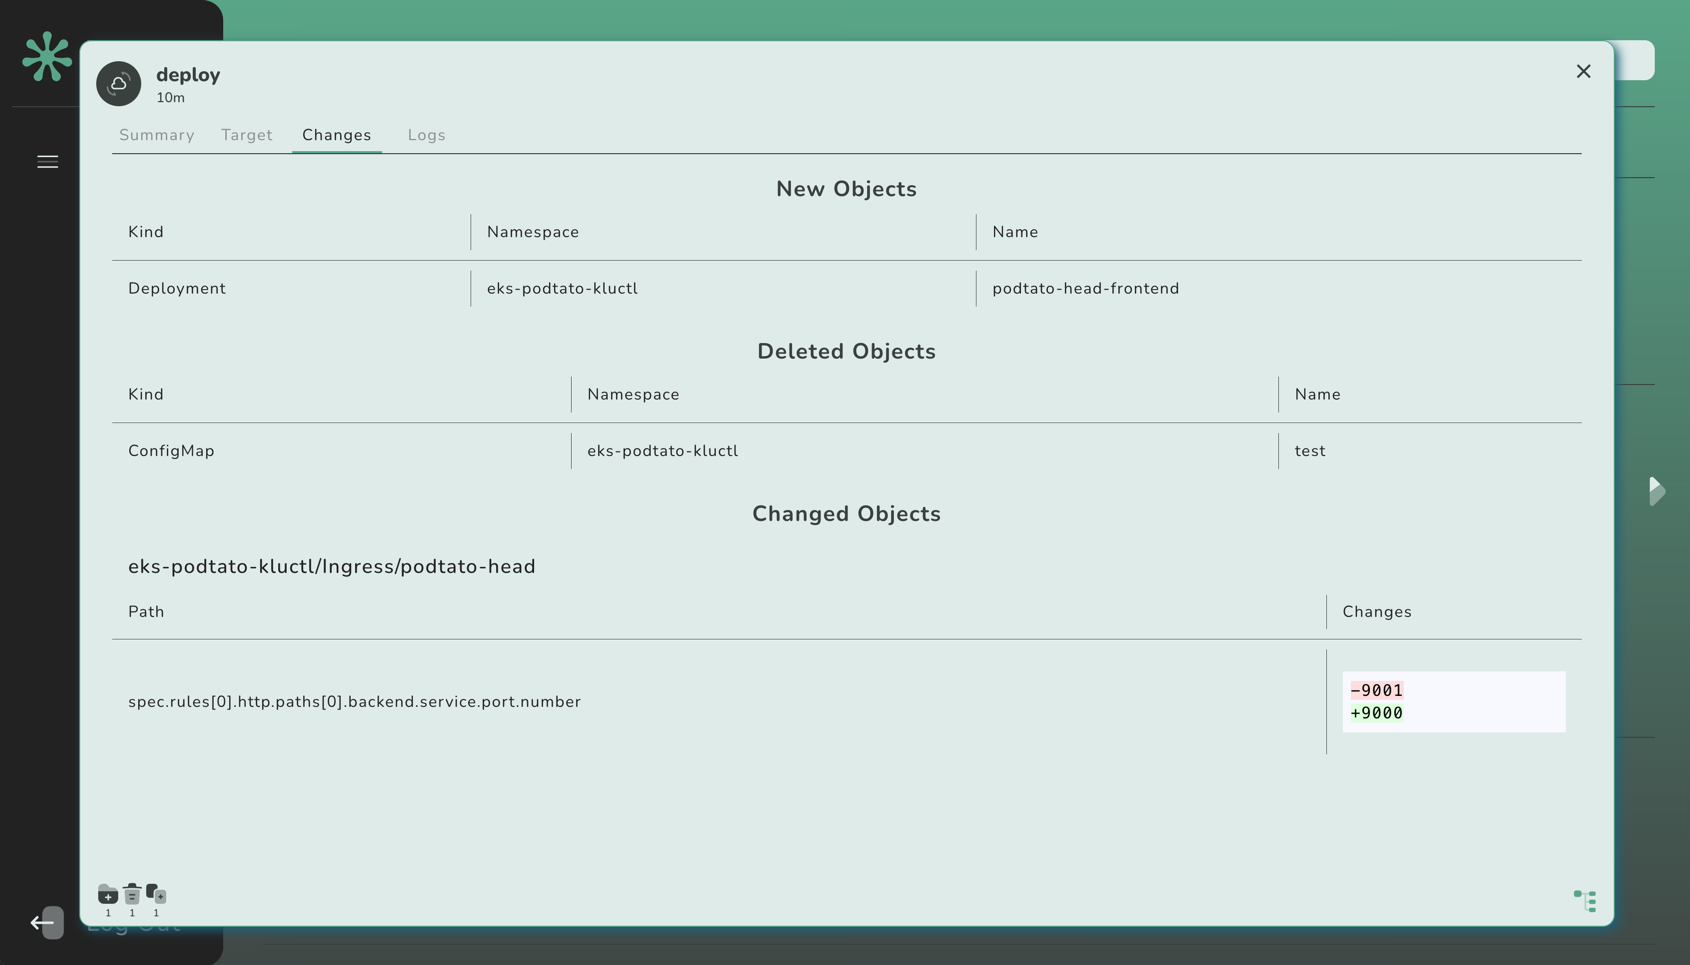 deploy
10m
Summary Target Changes Logs
New Objects
Kind Namespace Name
Deployment eks-podtato-kluctl podtato-head-frontend
Deleted Objects
Kind Namespace Name
ConfigMap eks-podtato-kluctl test
Changed Objects
eks-podtato-kluctl/Ingress/podtato-head
Path Changes
spec.rules[0].http.paths[0].backend.service.port.number
-9001
+9000
1 1 1
Log Out